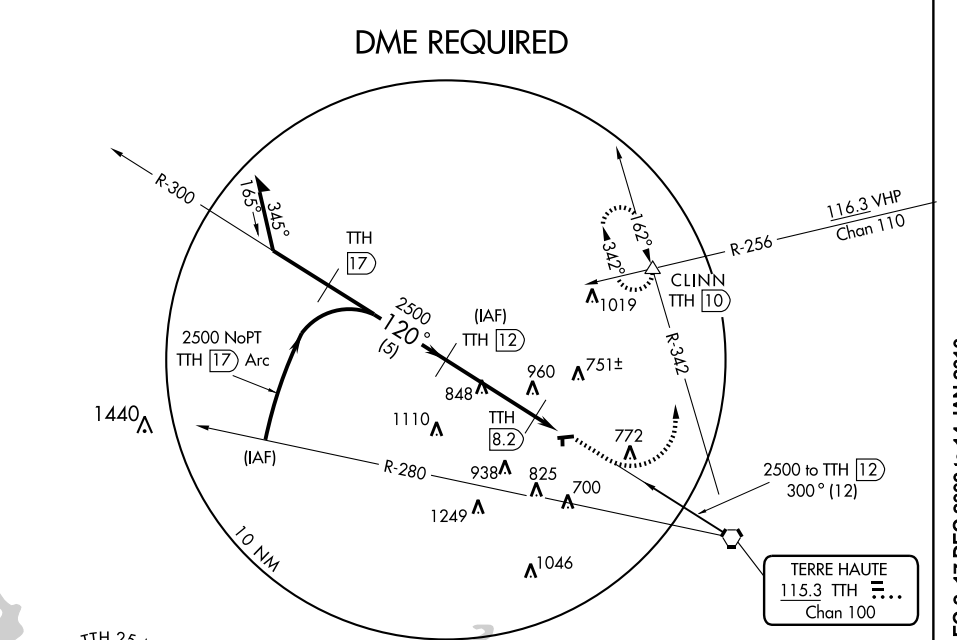 DME REQUIRED
R-300
165°
345°
TTH
17
116.3 VHP
Chan 110
R-256
162°
342°
CLINN
TTH 10
1019
2500
120°
(5)
(IAF)
TTH 12
2500 NoPT
TTH 17 Arc
R-342
751±
960
848
1440
1110
TTH
8.2
772
(IAF)
R-280
938
825
700
2500 to TTH 12
300° (12)
1249
10 NM
1046
TERRE HAUTE
115.3 TTH
Chan 100
TTH 25